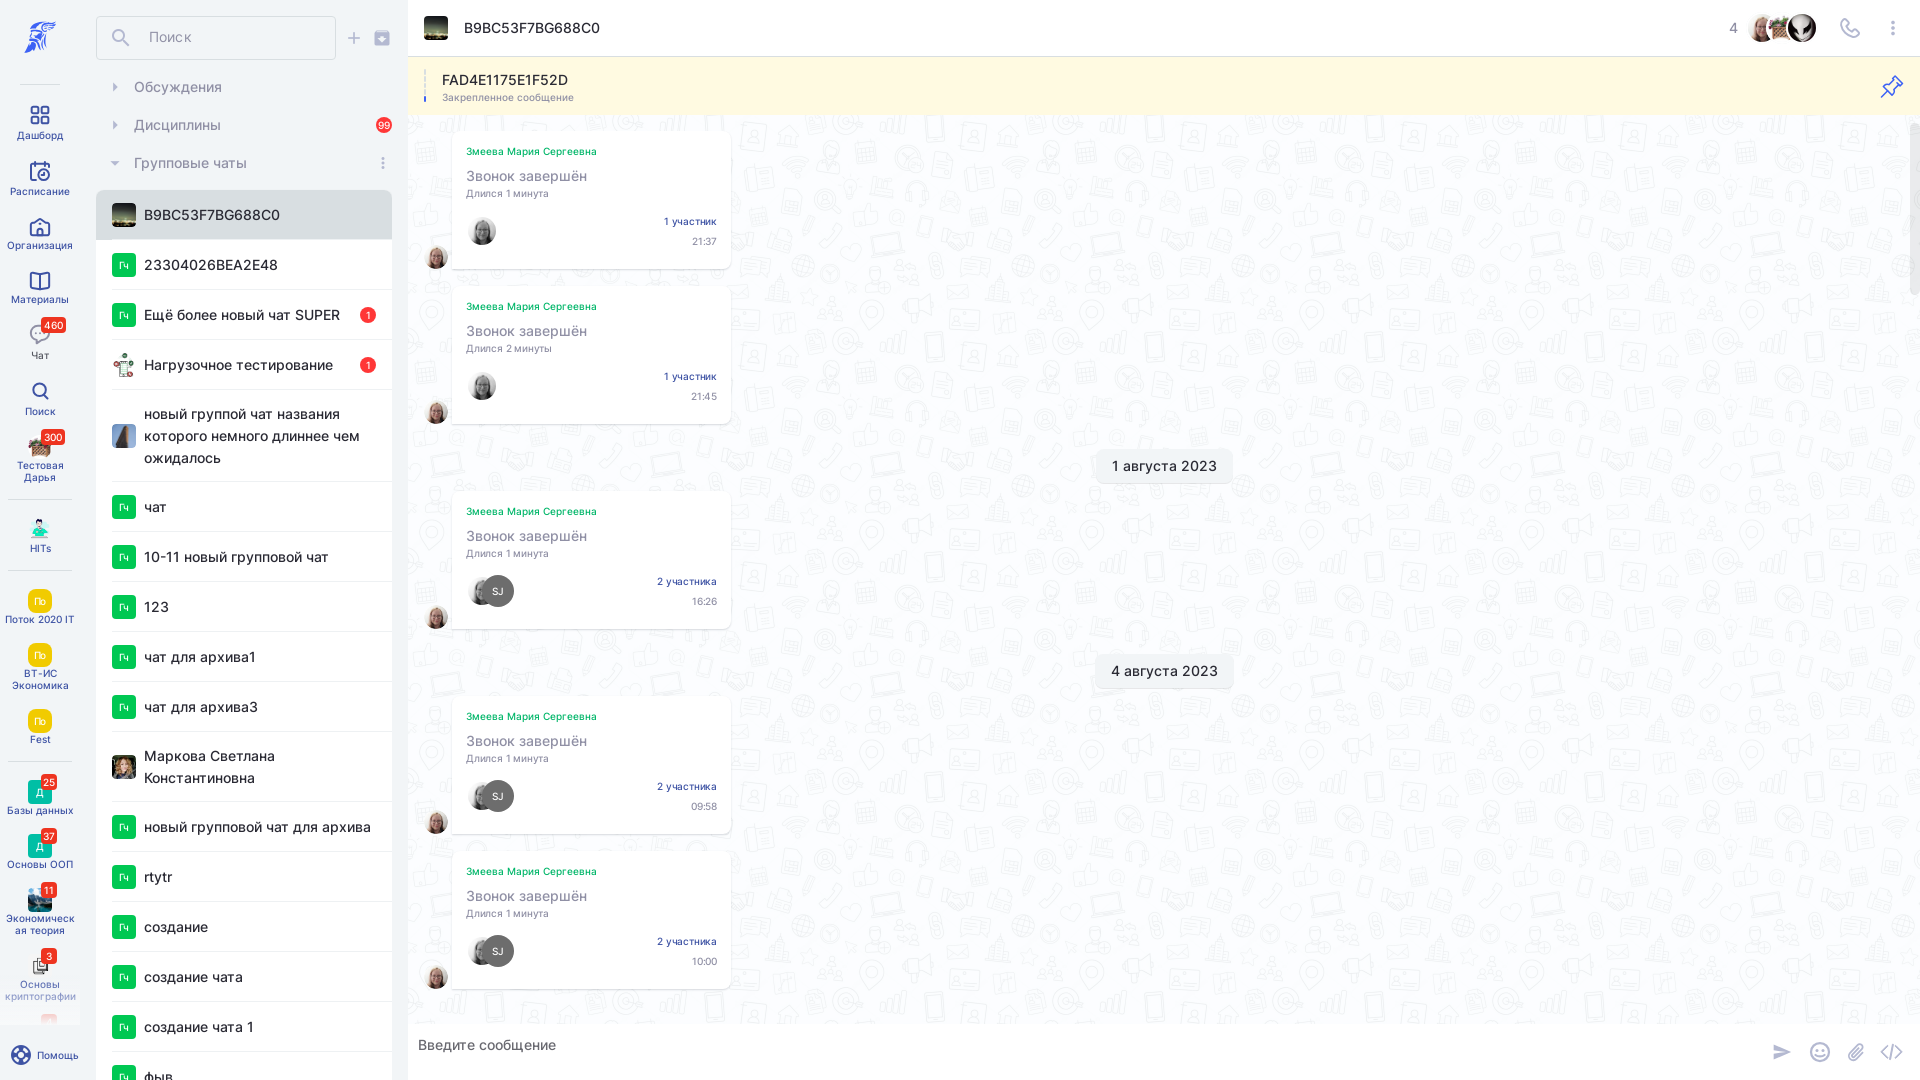 Дашборд
Расписание
Организация
Материалы
460
Чат
Поиск
300
Тестовая
Дарья
HITs
По
Поток 2020 IT
По
ВТ-ИС
Экономика
По
Fest
25
Д
Базы данных
37
Д
Основы ООП
11
Экономическ
ая теория
3
Основы
криптографии
Помощь
Поиск
Обсуждения
Дисциплины
99
Групповые чаты
B9BC53F7BG688C0
ГЧ
23304026BEA2E48
ГЧ
Ещё более новый чат SUPER
1
Нагрузочное тестирование
1
новый группой чат названия
которого немного длиннее чем
ожидалось
ГЧ
чат
ГЧ
10-11 новый групповой чат
ГЧ
123
ГЧ
чат для архива1
ГЧ
чат для архива3
Маркова Светлана
Константиновна
ГЧ
новый групповой чат для архива
ГЧ
rtytr
ГЧ
создание
ГЧ
создание чата
ГЧ
создание чата 1
ГЧ
фыв
B9BC53F7BG688C0
4
FAD4E1175E1F52D
Закрепленное сообщение
Змеева Мария Сергеевна
Звонок завершён
Длился 1 минута
1 участник
21:37
Змеева Мария Сергеевна
Звонок завершён
Длился 2 минуты
1 участник
21:45
1 августа 2023
Змеева Мария Сергеевна
Звонок завершён
Длился 1 минута
SJ
2 участника
16:26
4 августа 2023
Змеева Мария Сергеевна
Звонок завершён
Длился 1 минута
SJ
2 участника
09:58
Змеева Мария Сергеевна
Звонок завершён
Длился 1 минута
SJ
2 участника
10:00
Введите сообщение